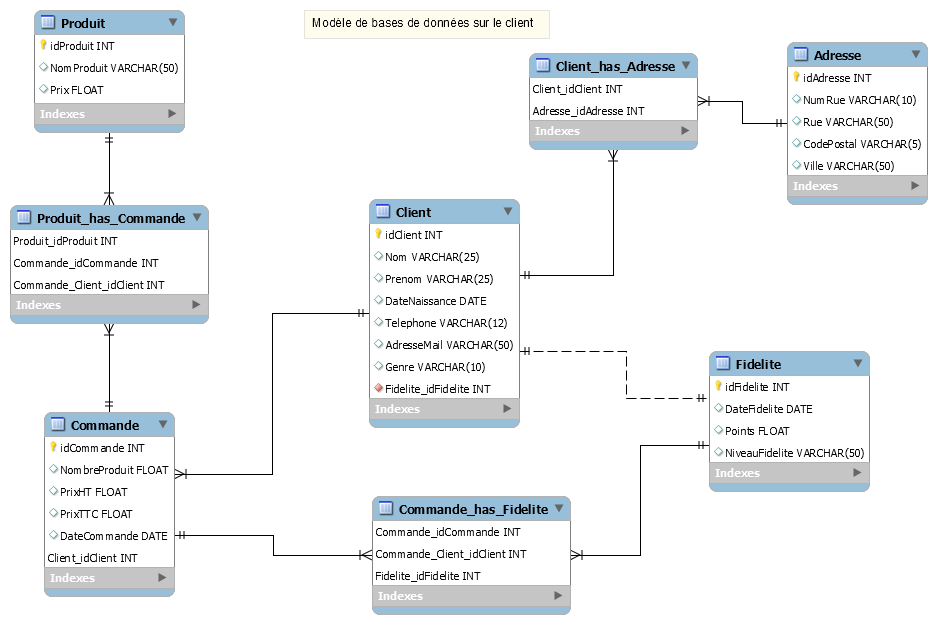 Modèle de bases de données sur le client
Produit
idProduit INT
NomProduit VARCHAR(50)
Prix FLOAT
Indexes
Client_has_Adresse
Client_idClient INT
Adresse_idAdresse INT
Indexes
Adresse
idAdresse INT
NumRue VARCHAR(10)
Rue VARCHAR(50)
CodePostal VARCHAR(5)
Ville VARCHAR(50)
Indexes
Produit_has_Commande
Produit_idProduit INT
Commande_idCommande INT
Commande_Client_idClient INT
Indexes
Client
idClient INT
Nom VARCHAR(25)
Prenom VARCHAR(25)
DateNaissance DATE
Telephone VARCHAR(12)
AdresseMail VARCHAR(50)
Genre VARCHAR(10)
Fidelite_idFidelite INT
Indexes
Fidelite
idFidelite INT
DateFidelite DATE
Points FLOAT
NiveauFidelite VARCHAR(50)
Indexes
Commande
idCommande INT
NombreProduit FLOAT
PrixHT FLOAT
PrixTTC FLOAT
DateCommande DATE
Client_idClient INT
Indexes
Commande_has_Fidelite
Commande_idCommande INT
Commande_Client_idClient INT
Fidelite_idFidelite INT
Indexes